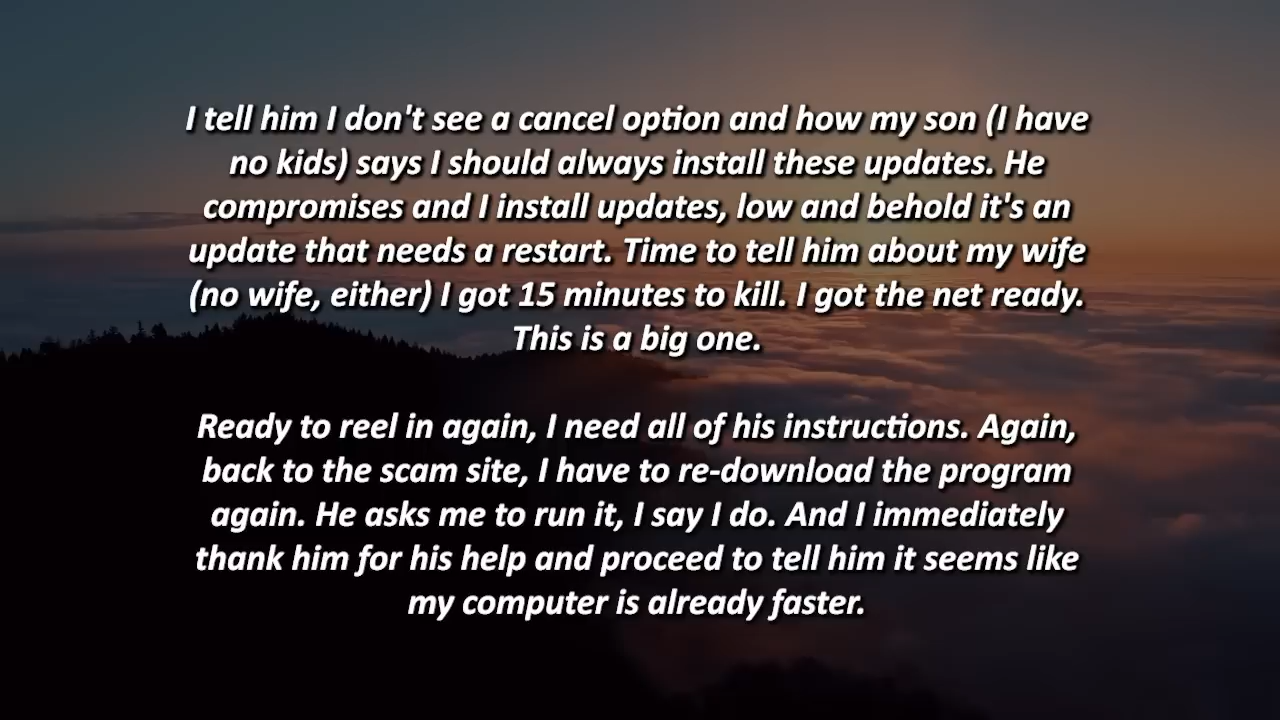 I tell him I don't see a cancel option and how my son (I have
no kids) says I should always install these updates. He
compromises and I install updates, low and behold it's an
update that needs a restart. Time to tell him about my wife
(no wife, either) I got 15 minutes to kill. I got the net ready.
This is a big one.
Ready to reel in again, I need all of his instructions. Again,
back to the scam site, I have to re-download the program
again. He asks me to run it, I say I do. And I immediately
thank him for his help and proceed to tell him it seems like
my computer is already faster.